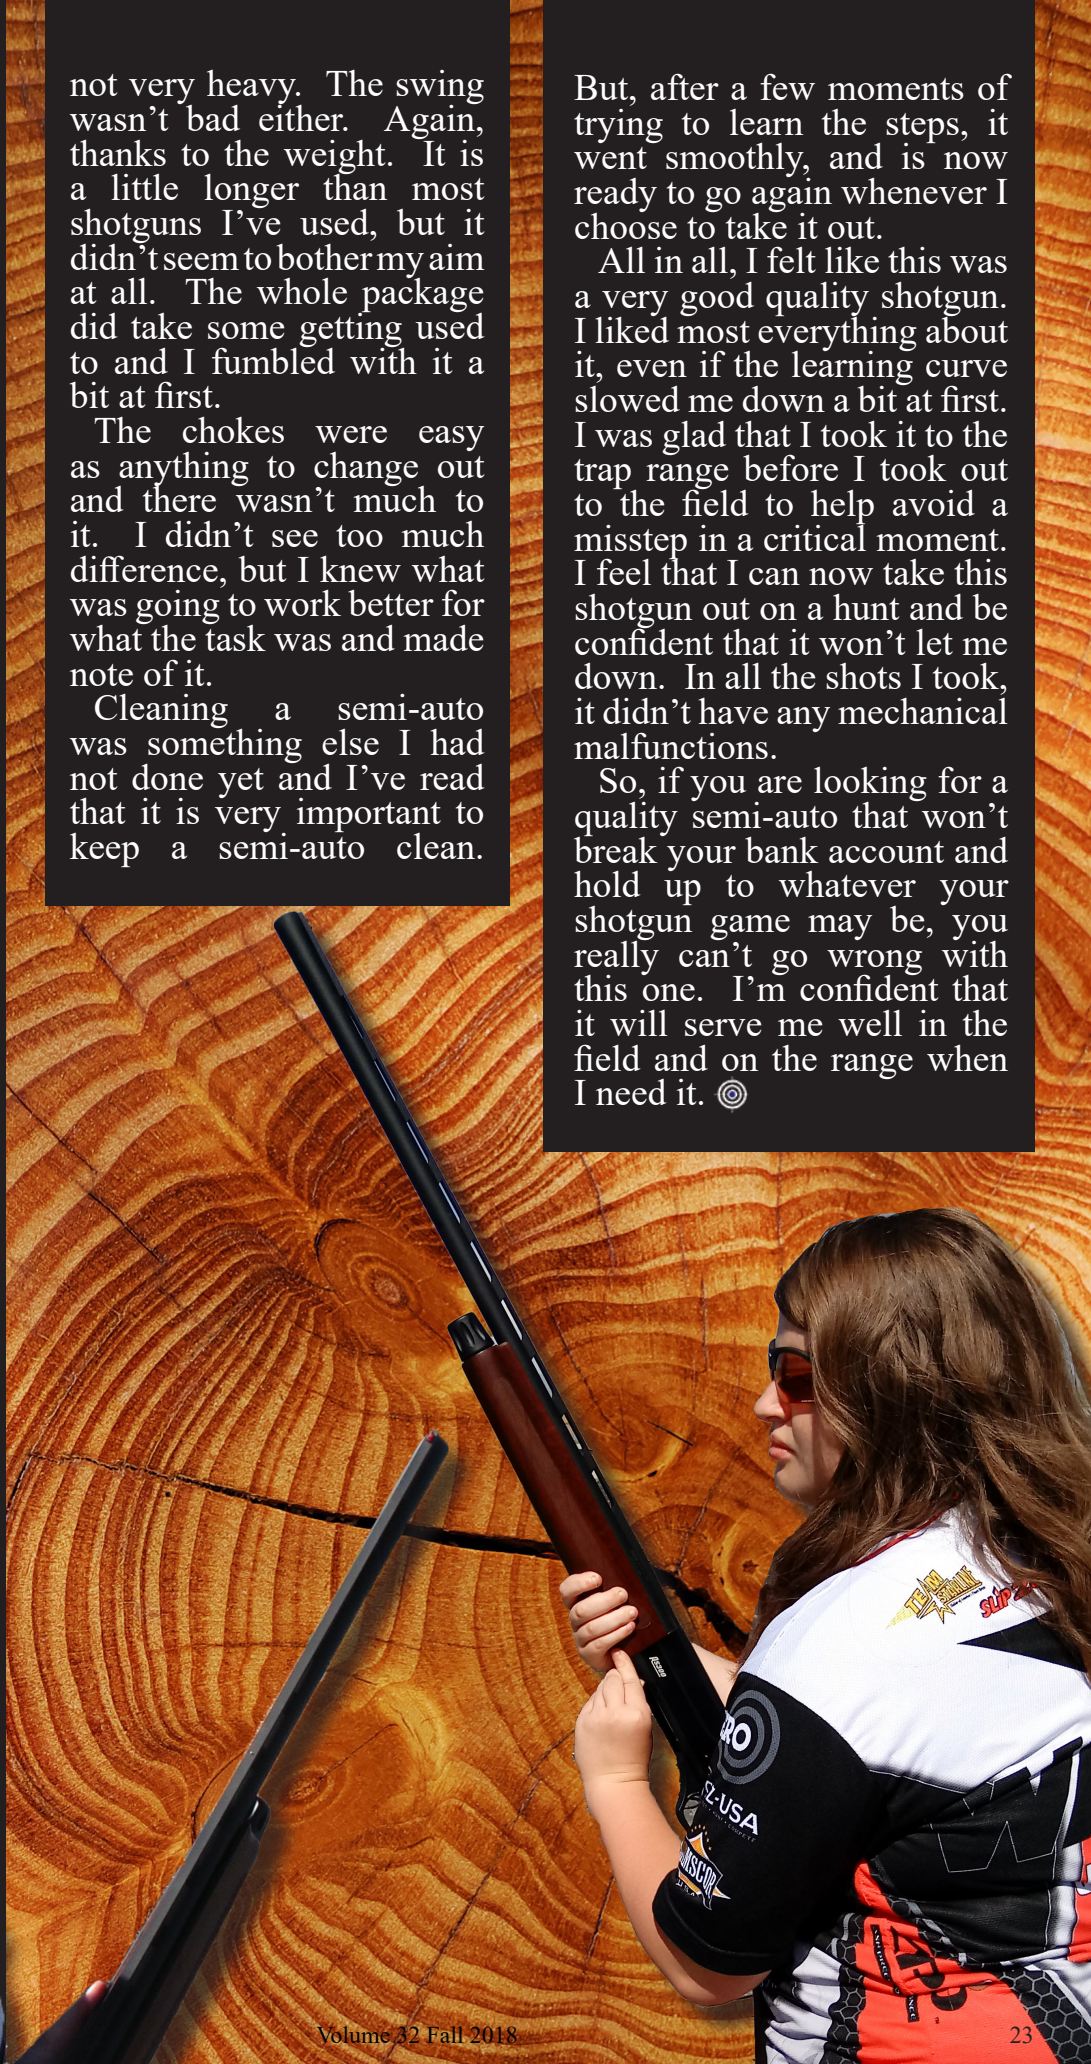 not very heavy. The swing
wasn't bad either. Again,
thanks to the weight. It is
a little longer than most
shotguns I've used, but it
didn't seem to bother my aim
at all. The whole package
did take some getting used
to and I fumbled with it a
bit at first.
The chokes were easy
as anything to change out
and there wasn't much to
it. I didn't see too much
difference, but I knew what
was going to work better for
what the task was and made
note of it.
Cleaning a semi-auto
was something else I had
not done yet and I've read
that it is very important to
keep a semi-auto clean.
But, after a few moments of
trying to learn the steps, it
went smoothly, and is now
ready to go again whenever I
choose to take it out.
All in all, I felt like this was
a very good quality shotgun.
I liked most everything about
it, even if the learning curve
slowed me down a bit at first.
I was glad that I took it to the
trap range before I took out
to the field to help avoid a
misstep in a critical moment.
I feel that I can now take this
shotgun out on a hunt and be
confident that it won't let me
down. In all the shots I took,
it didn't have any mechanical
malfunctions.
So, if you are looking for a
quality semi-auto that won't
break your bank account and
hold up to whatever your
shotgun game may be, you
really can't go wrong with
this one. I'm confident that
it will serve me well in the
field and on the range when
I need it.
TEAM
SLIP
RS300
RO
Z-USA
MSCOR
Volume 32 Fall 2018
23